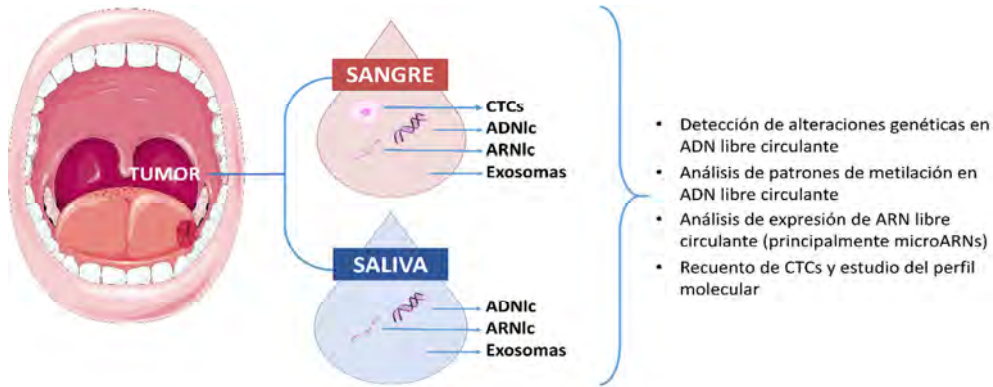 TUMOR
SANGRE
CTCs
ADNlc
ARNlc
Exosomas
SALIVA
ADNlc
ARNlc
Exosomas
• Detección de alteraciones genéticas en
ADN libre circulante
• Análisis de patrones de metilación en
ADN libre circulante
• Análisis de expresión de ARN libre
circulante (principalmente microARNs)
• Recuento de CTCs y estudio del perfil
molecular